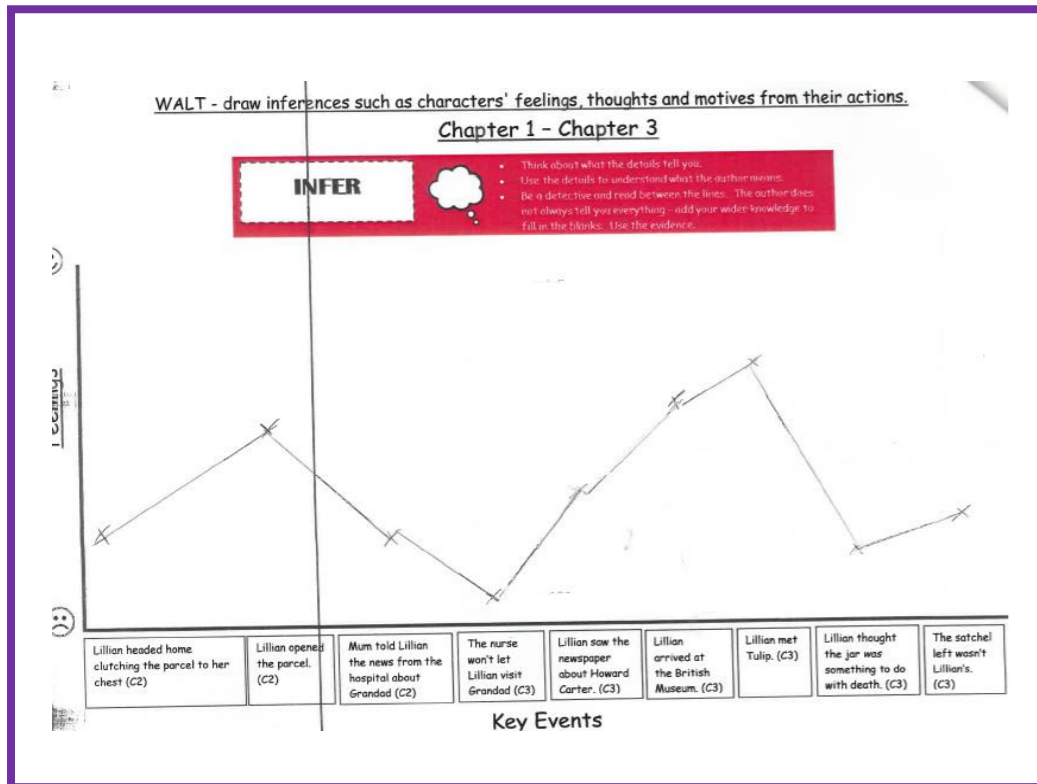 WALT - draw inferences such as characters' feelings, thoughts and motives from their actions.
Chapter 1 – Chapter 3
INFER
• Think about what the details tell you.
• Use the details to understand what the author means.
• Be a detective and read between the lines. The author does
not always tell you everything - add your wider knowledge to
fill in the blanks. Use the evidence.
Feelings
Lillian headed home
clutching the parcel to her
chest (C2)
Lillian opened
the parcel.
(C2)
Mum told Lillian
the news from the
hospital about
Grandad (C2)
The nurse
won't let
Lillian visit
Grandad (C3)
Lillian saw the
newspaper
about Howard
Carter. (C3)
Lillian
arrived at
the British
Museum. (C3)
Lillian met
Tulip. (C3)
Lillian thought
the jar was
something to do
with death. (C3)
The satchel
left wasn't
Lillian's.
(C3)
Key Events